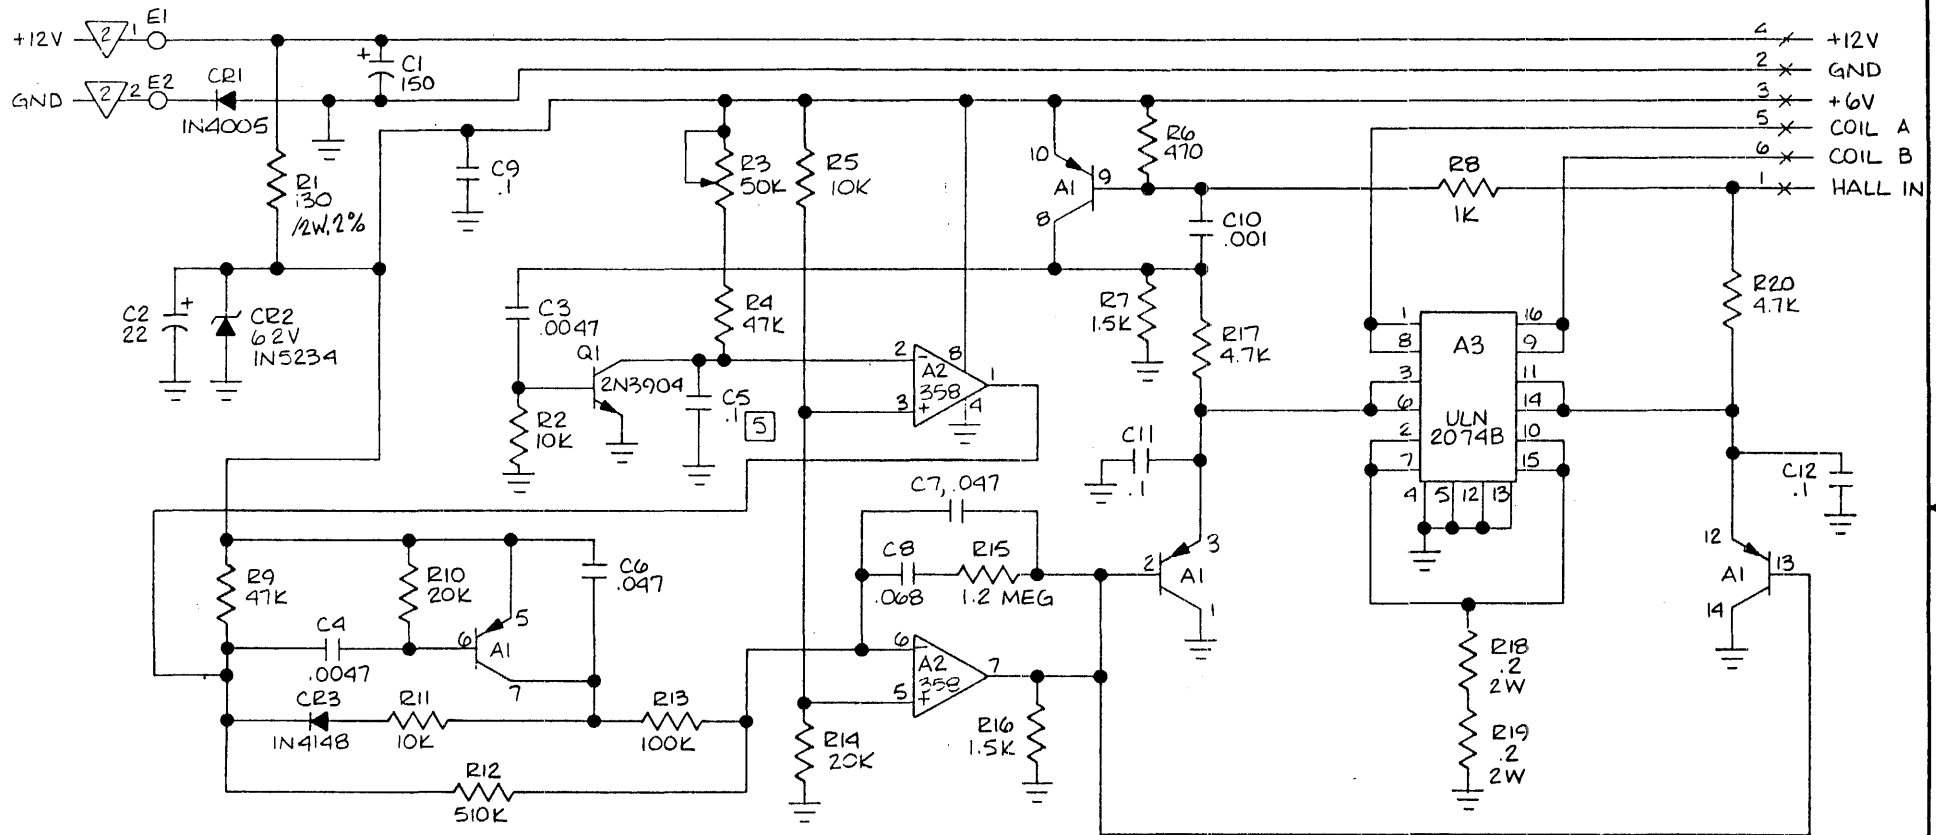 +12V 2 1 E1
GND 2 2 E2
CR1
1N4005
+ C1
150
4 +12V
2 GND
3 +6V
5 COIL A
6 COIL B
1 HALL IN
R1
130
1/2W, 2%
C9
.1
R3
50K
R5
10K
10
A1
9
8
R6
470
R8
1K
C10
.001
C2
22
+
CR2
6.2V
1N5234
C3
.0047
R4
47K
Q1
2N3904
R2
10K
C5
.1
5
2
3
-
+
A2
358
8
4
1
R7
1.5K
R17
4.7K
C11
.1
1
8
3
6
2
7
A3
ULN
2074B
16
9
11
14
10
15
4 5 12 13
R20
4.7K
C12
.1
R9
47K
R10
20K
C4
.0047
6
5
A1
7
C6
.047
CR3
1N4148
R11
10K
R13
100K
R12
510K
C7, .047
C8
.068
R15
1.2 MEG
6
5
-
+
A2
358
7
R14
20K
R16
1.5K
2
3
A1
1
12
A1
13
14
R18
.2
2W
R19
.2
2W